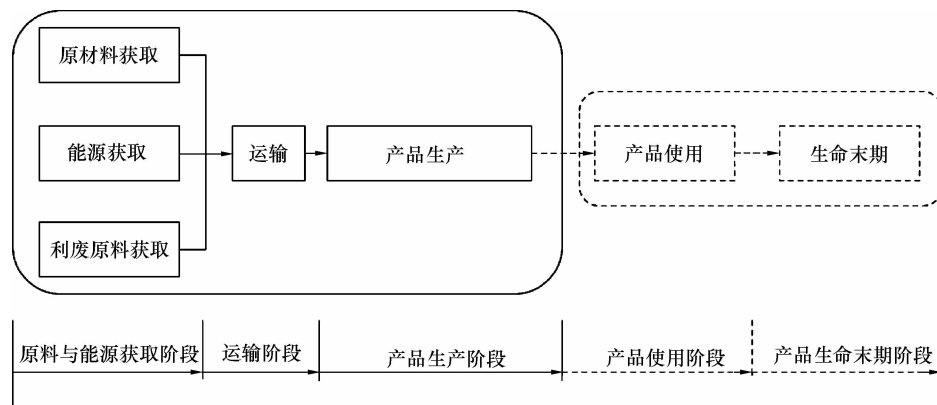 原材料获取
能源获取
运输
产品生产
产品使用
生命末期
利废原料获取
原料与能源获取阶段
运输阶段
产品生产阶段
产品使用阶段
产品生命末期阶段